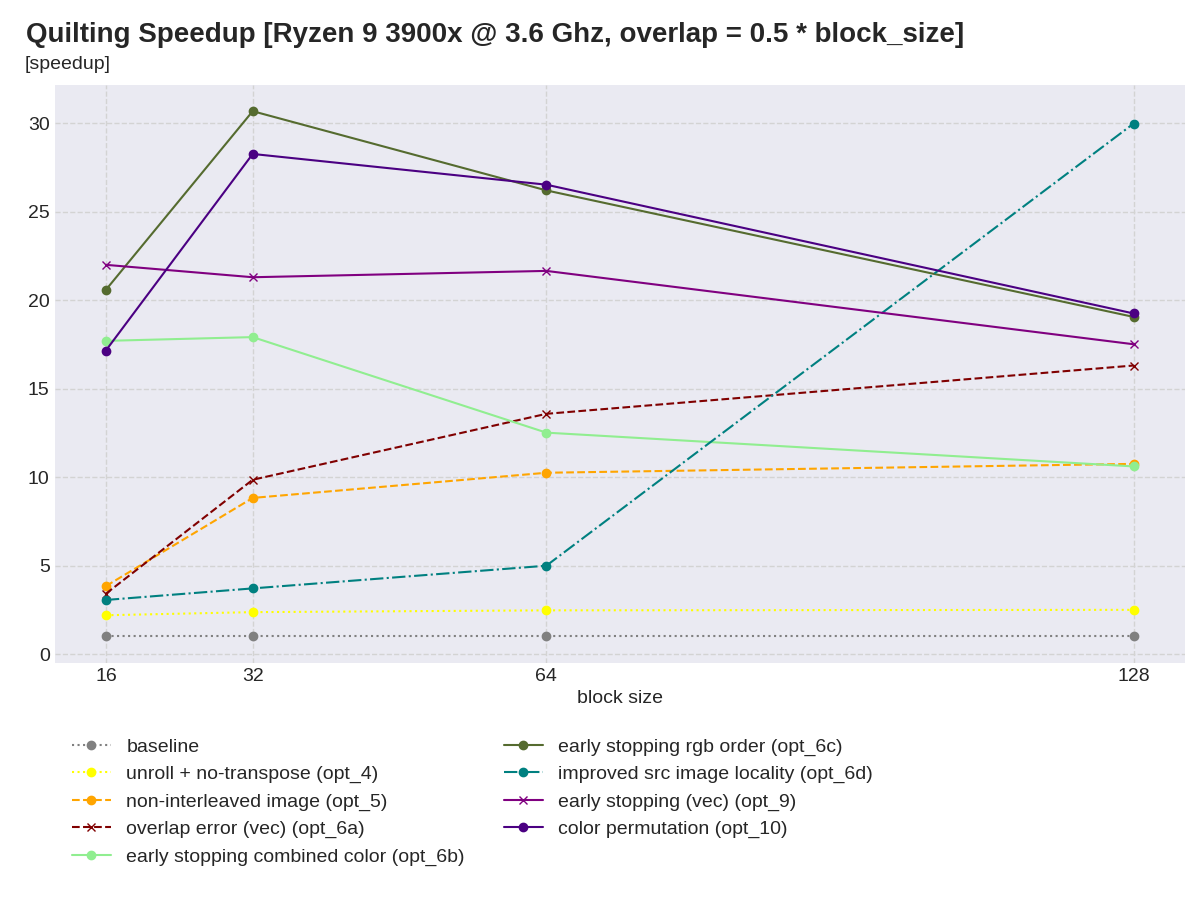 Quilting Speedup [Ryzen 9 3900x @ 3.6 Ghz, overlap = 0.5 * block_size]
[speedup]
30
25
20
15
10
5
0
16 32 64 128
block size
baseline
unroll + no-transpose (opt_4)
non-interleaved image (opt_5)
overlap error (vec) (opt_6a)
early stopping combined color (opt_6b)
early stopping rgb order (opt_6c)
improved src image locality (opt_6d)
early stopping (vec) (opt_9)
color permutation (opt_10)